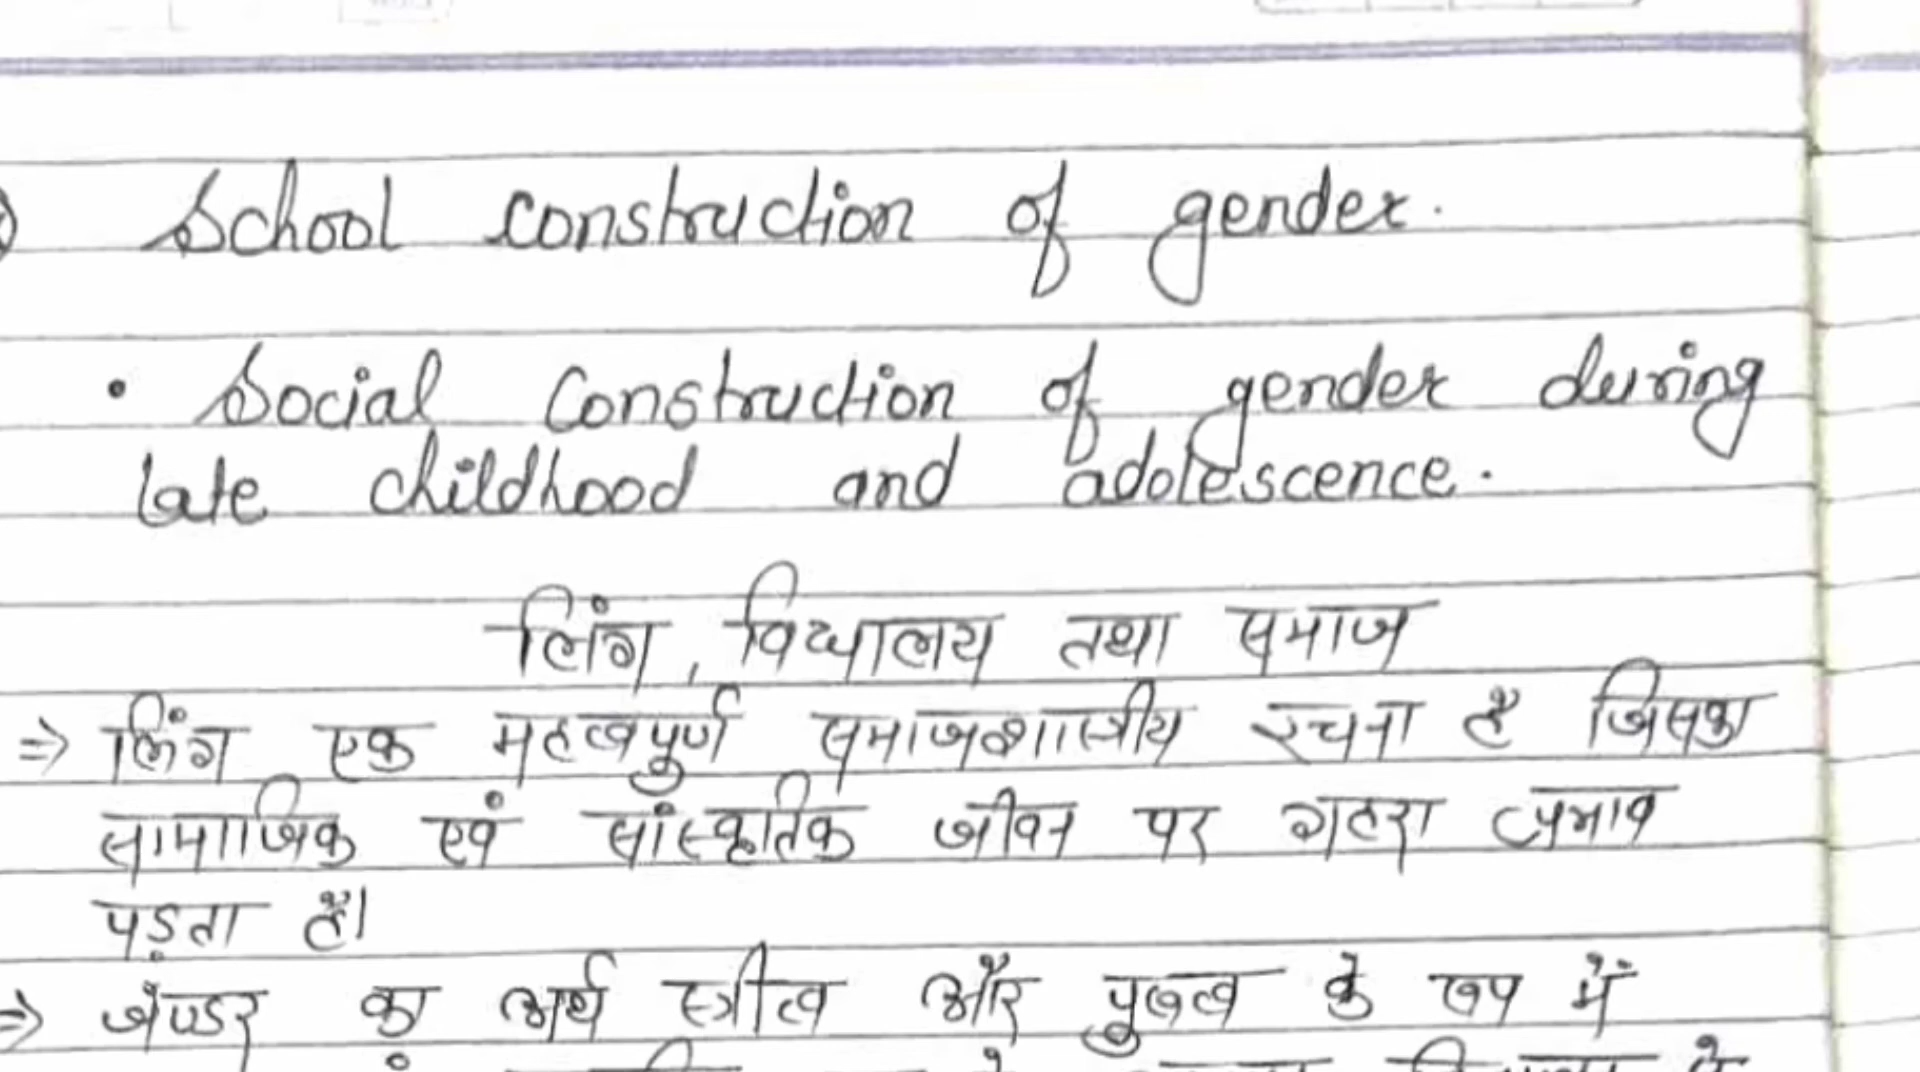 School construction of gender.
• Social Construction of gender during
late childhood and adolescence.
लिंग, विद्यालय तथा समाज
⇒ लिंग एक महत्वपुर्ण समाजशास्त्रीय रचना है जिसका
सामाजिक एवं सांस्कृतिक जीवन पर गहरा प्रभाव
पड़ता है।
⇒ जेण्डर का अर्थ स्त्रीत्व और पुरूत्व के रूप में